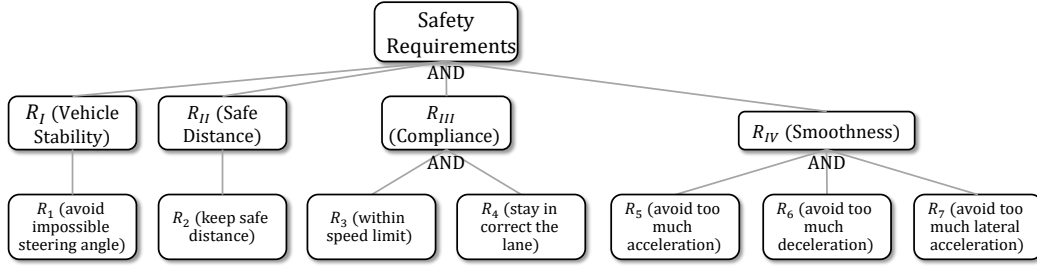 Safety
Requirements
AND
R_I (Vehicle
Stability)
R_II (Safe
Distance)
R_III
(Compliance)
R_IV (Smoothness)
AND
AND
R_1 (avoid
impossible
steering angle)
R_2 (keep safe
distance)
R_3 (within
speed limit)
R_4 (stay in
correct the
lane)
R_5 (avoid too
much
acceleration)
R_6 (avoid too
much
deceleration)
R_7 (avoid too
much lateral
acceleration)